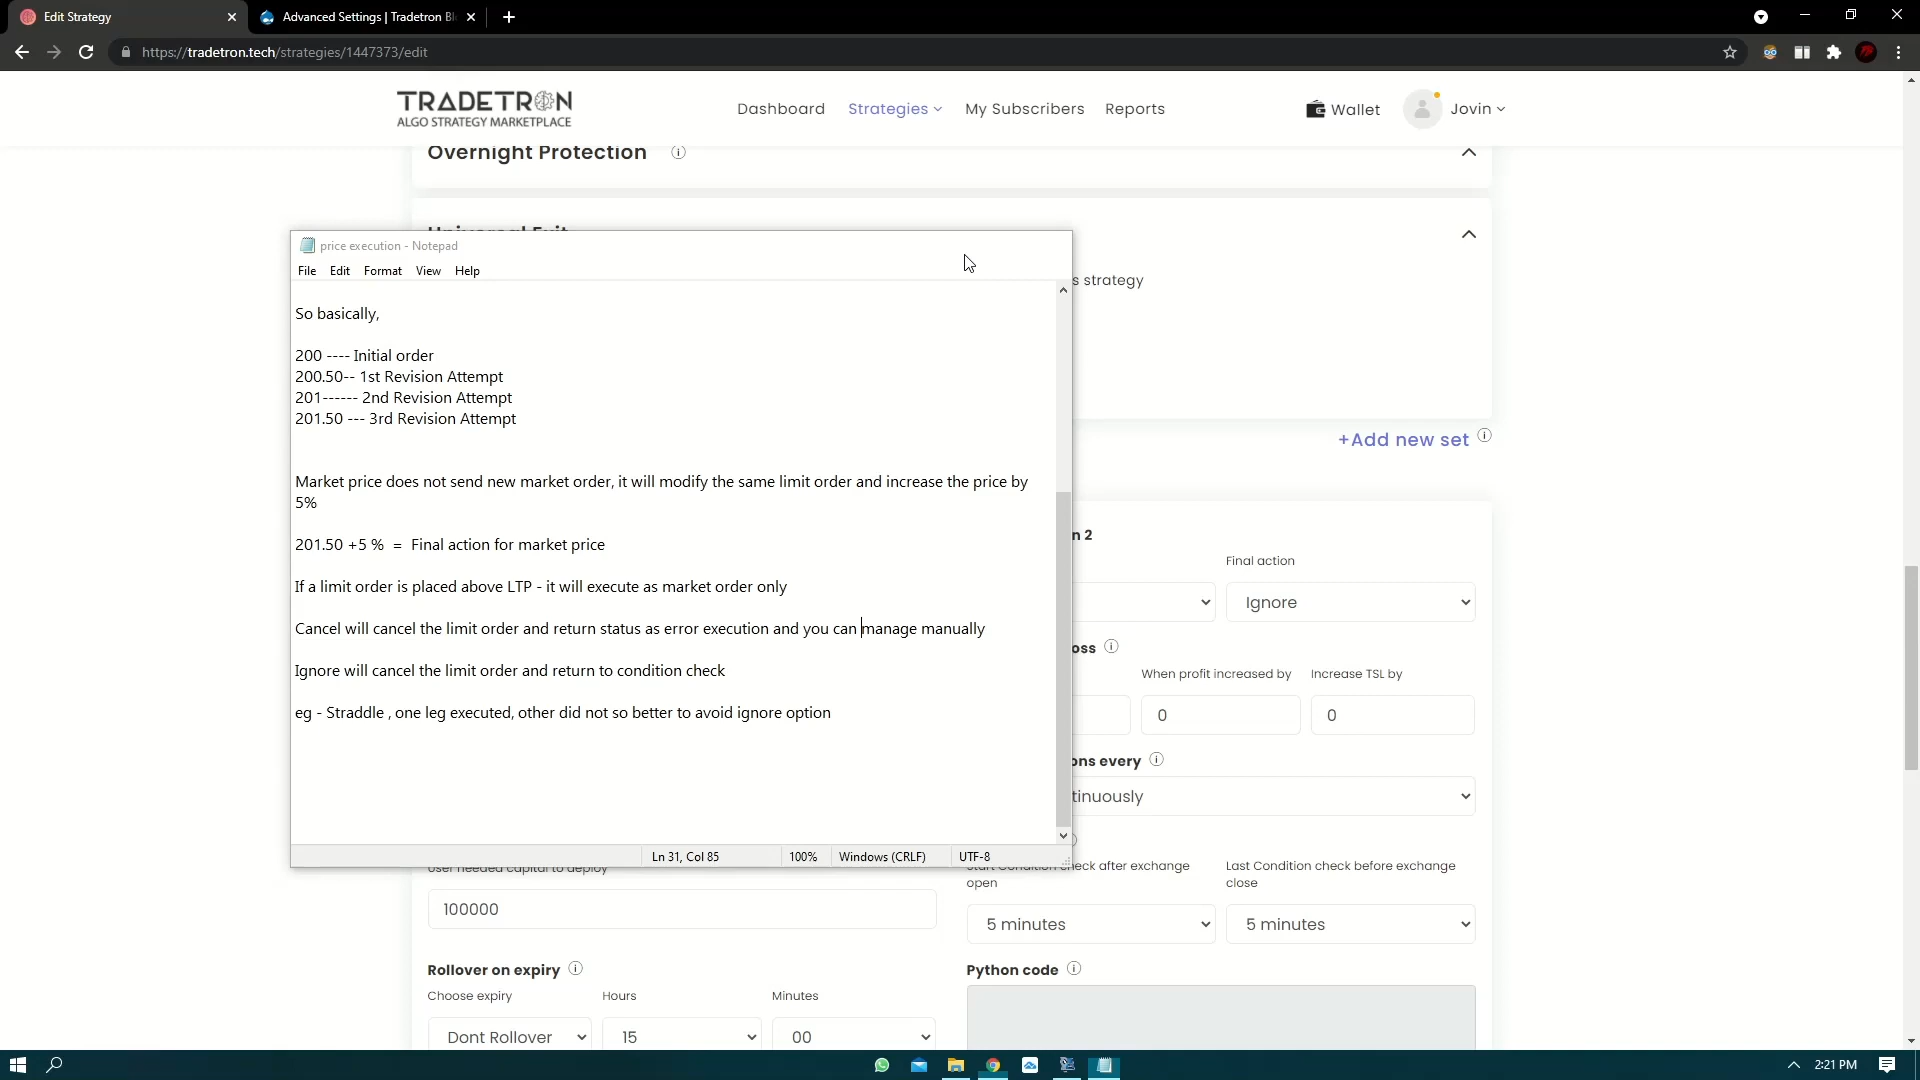 Edit Strategy
Advanced Settings | Tradetron Bl
https://tradetron.tech/strategies/1447373/edit
TRADETRON
ALGO STRATEGY MARKETPLACE
Dashboard
Strategies
My Subscribers
Reports
Wallet
Jovin
Overnight Protection
price execution - Notepad
File Edit Format View Help
s strategy
So basically,
200 ---- Initial order
200.50-- 1st Revision Attempt
201------ 2nd Revision Attempt
201.50 --- 3rd Revision Attempt
+Add new set
Market price does not send new market order, it will modify the same limit order and increase the price by
5%
n 2
201.50 +5 %  =  Final action for market price
Final action
If a limit order is placed above LTP - it will execute as market order only
Ignore
Cancel will cancel the limit order and return status as error execution and you can manage manually
oss
Ignore will cancel the limit order and return to condition check
When profit increased by
Increase TSL by
eg - Straddle , one leg executed, other did not so better to avoid ignore option
0
0
ons every
tinuously
Ln 31, Col 85
100%
Windows (CRLF)
UTF-8
User needed capital to deploy
Start Condition check after exchange
open
Last Condition check before exchange
close
100000
5 minutes
5 minutes
Rollover on expiry
Python code
Choose expiry
Hours
Minutes
Dont Rollover
15
00
2:21 PM